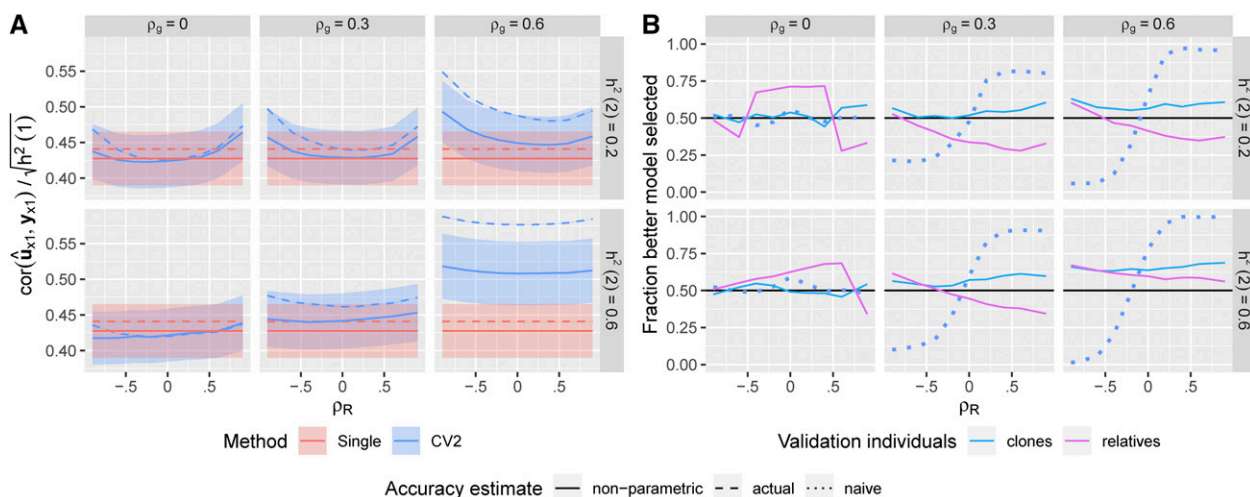 A
ρg = 0
ρg = 0.3
ρg = 0.6
h² (2) = 0.2
h² (2) = 0.6
cor(ûx1, yx1) / √h² (1)
0.55
0.50
0.45
0.40
0.55
0.50
0.45
0.40
−.5 0 .5
−.5 0 .5
−.5 0 .5
ρR
Method Single CV2
B
ρg = 0
ρg = 0.3
ρg = 0.6
h² (2) = 0.2
h² (2) = 0.6
Fraction better model selected
1.00
0.75
0.50
0.25
0.00
1.00
0.75
0.50
0.25
0.00
−.5 0 .5
−.5 0 .5
−.5 0 .5
ρR
Validation individuals clones relatives
Accuracy estimate non−parametric actual naive